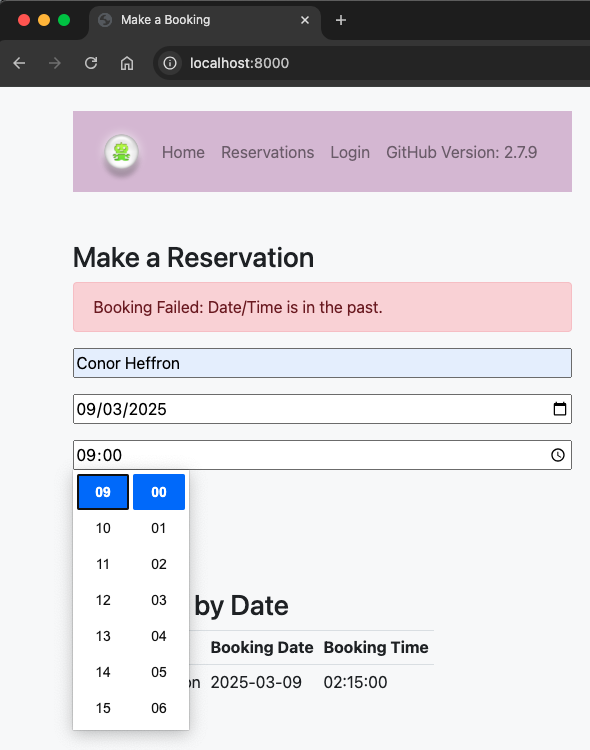 Make a Booking
localhost:8000
Home Reservations Login GitHub Version: 2.7.9
Make a Reservation
Booking Failed: Date/Time is in the past.
Conor Heffron
09/03/2025
09:00
09 00
10 01
11 02
12 03
13 04
14 05
15 06
by Date
Booking Date Booking Time
on 2025-03-09 02:15:00